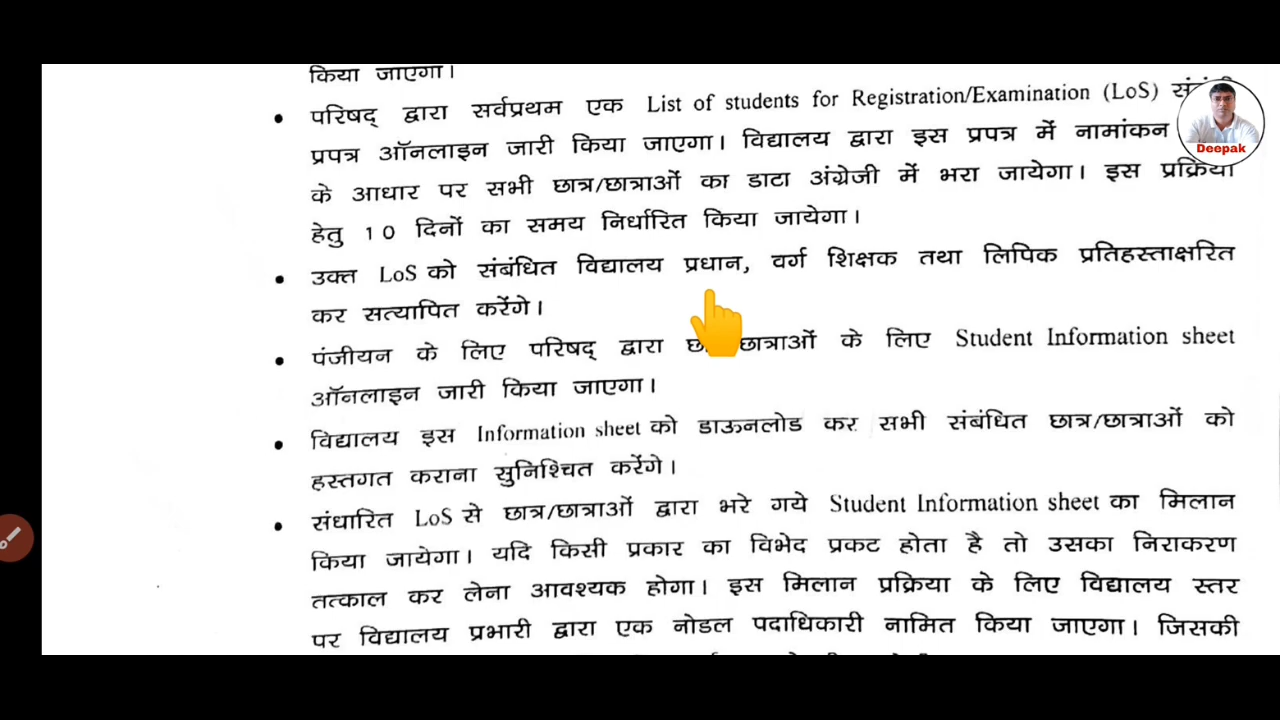 किया जाएगा।
• परिषद् द्वारा सर्वप्रथम एक List of students for Registration/Examination (LoS)
प्रपत्र ऑनलाइन जारी किया जाएगा। विद्यालय द्वारा इस प्रपत्र में नामांकन
Deepak
के आधार पर सभी छात्र/छात्राओं का डाटा अंग्रेजी में भरा जायेगा। इस प्रक्रिया
हेतु 10 दिनों का समय निर्धारित किया जायेगा।
• उक्त LoS को संबंधित विद्यालय प्रधान, वर्ग शिक्षक तथा लिपिक प्रतिहस्ताक्षरित
कर सत्यापित करेंगे।
• पंजीयन के लिए परिषद् द्वारा छात्राओं के लिए Student Information sheet
ऑनलाइन जारी किया जाएगा।
• विद्यालय इस Information sheet को डाऊनलोड कर सभी संबंधित छात्र/छात्राओं को
हस्तगत कराना सुनिश्चित करेंगे।
• संधारित LoS से छात्र/छात्राओं द्वारा भरे गये Student Information sheet का मिलान
किया जायेगा। यदि किसी प्रकार का विभेद प्रकट होता है तो उसका निराकरण
तत्काल कर लेना आवश्यक होगा। इस मिलान प्रक्रिया के लिए विद्यालय स्तर
पर विद्यालय प्रभारी द्वारा एक नोडल पदाधिकारी नामित किया जाएगा। जिसकी